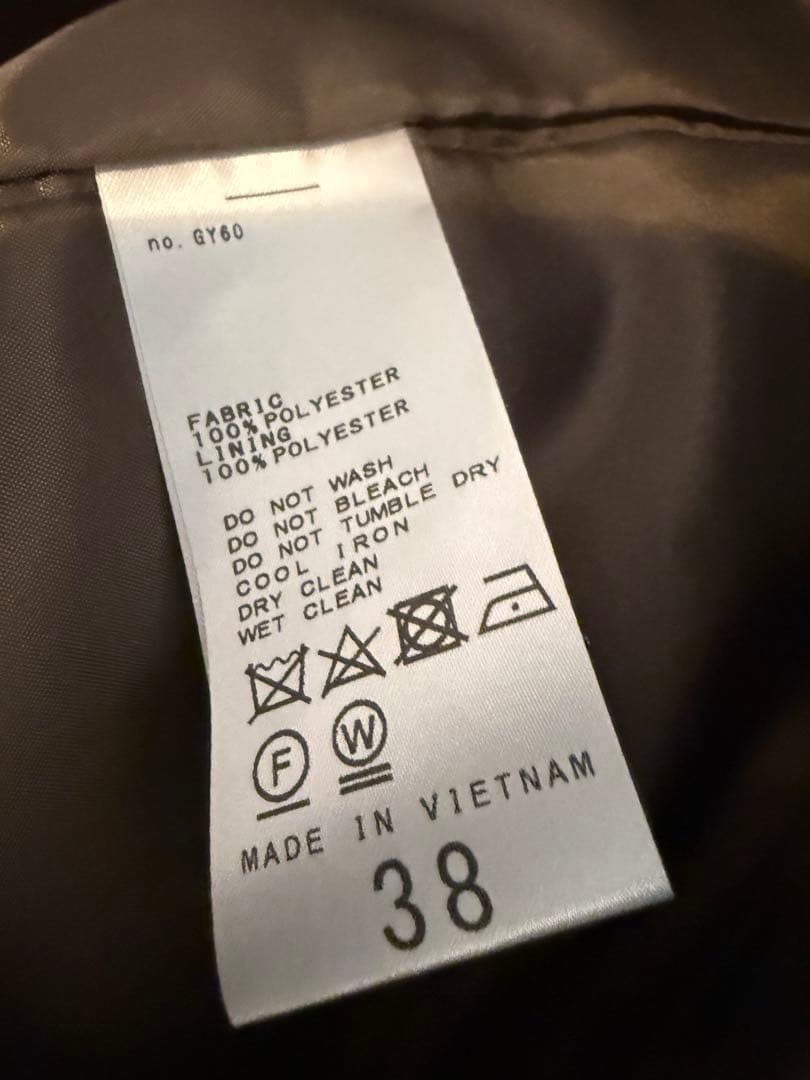 no. GY60
FABRIC
100% POLYESTER
LINING
100% POLYESTER
DO NOT WASH
DO NOT BLEACH
DO NOT TUMBLE DRY
COOL IRON
DRY CLEAN
WET CLEAN
F W
MADE IN VIETNAM
38